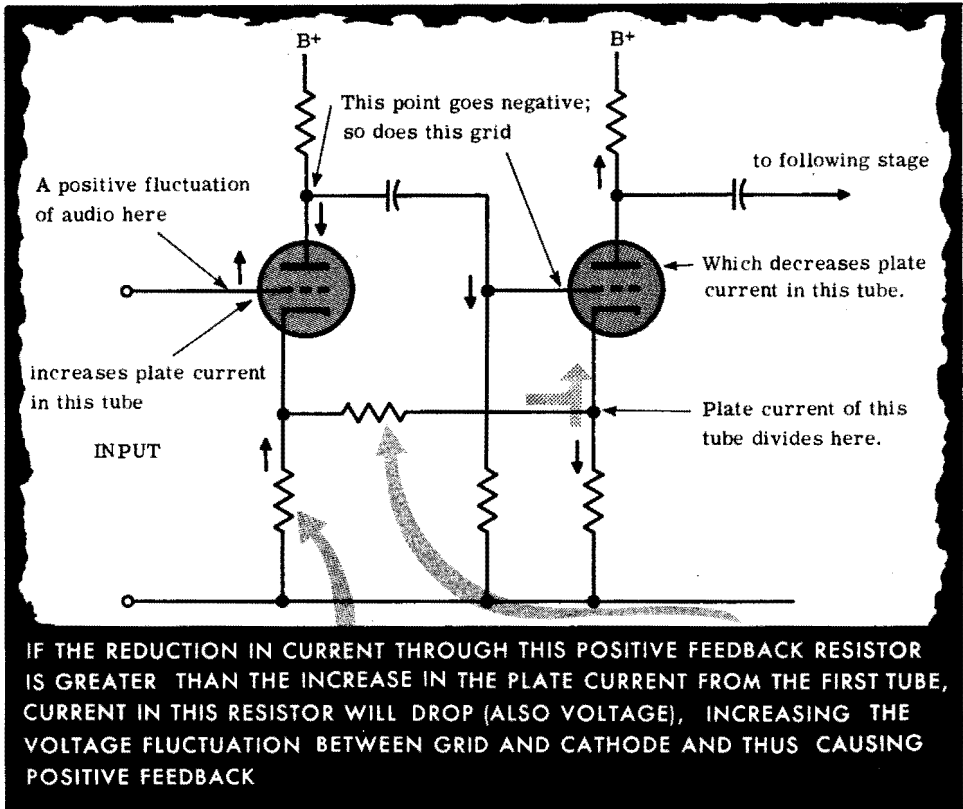 B+
B+
This point goes negative;
so does this grid
to following stage
A positive fluctuation
of audio here
Which decreases plate
current in this tube.
increases plate current
in this tube
Plate current of this
tube divides here.
INPUT
IF THE REDUCTION IN CURRENT THROUGH THIS POSITIVE FEEDBACK RESISTOR
IS GREATER THAN THE INCREASE IN THE PLATE CURRENT FROM THE FIRST TUBE,
CURRENT IN THIS RESISTOR WILL DROP (ALSO VOLTAGE), INCREASING THE
VOLTAGE FLUCTUATION BETWEEN GRID AND CATHODE AND THUS CAUSING
POSITIVE FEEDBACK